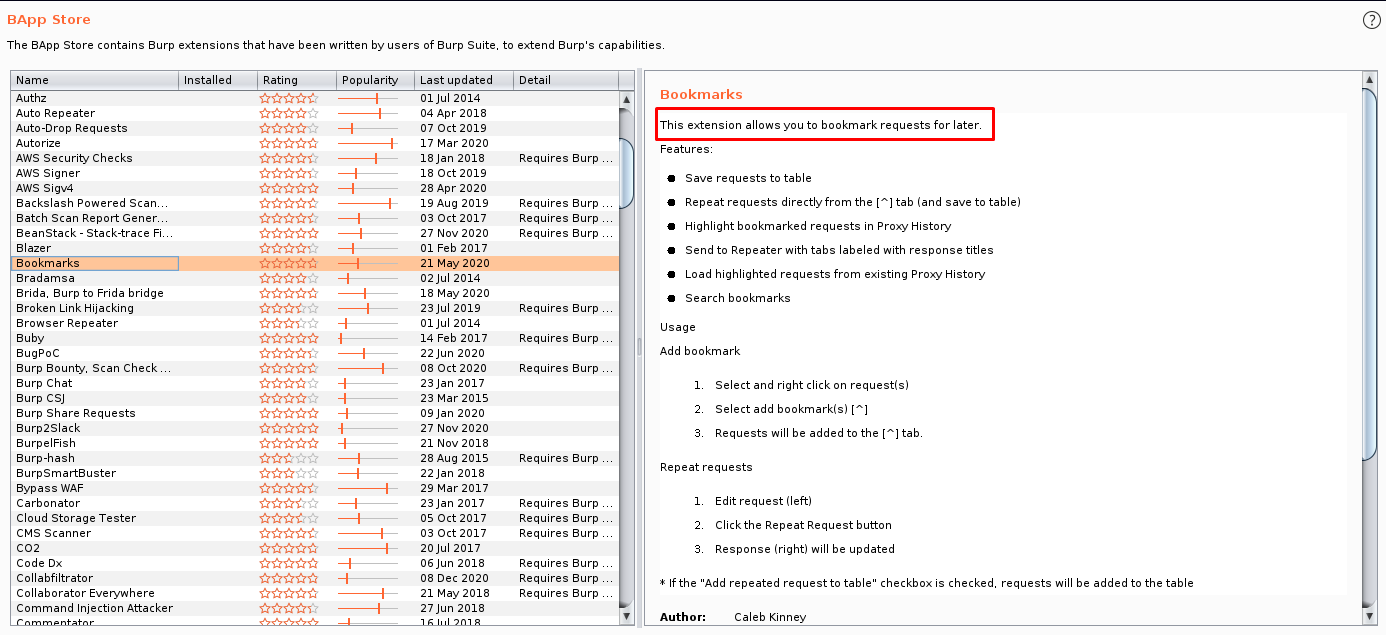 BApp Store
?
The BApp Store contains Burp extensions that have been written by users of Burp Suite, to extend Burp's capabilities.
Name Installed Rating Popularity Last updated Detail
Authz 01 Jul 2014
Auto Repeater 04 Apr 2018
Auto-Drop Requests 07 Oct 2019
Autorize 17 Mar 2020
AWS Security Checks 18 Jan 2018 Requires Burp ...
AWS Signer 18 Oct 2019
AWS Sigv4 28 Apr 2020
Backslash Powered Scan... 19 Aug 2019 Requires Burp ...
Batch Scan Report Gener... 03 Oct 2017 Requires Burp ...
BeanStack - Stack-trace Fi... 27 Nov 2020 Requires Burp ...
Blazer 01 Feb 2017
Bookmarks 21 May 2020
Bradamsa 02 Jul 2014
Brida, Burp to Frida bridge 18 May 2020
Broken Link Hijacking 23 Jul 2019 Requires Burp ...
Browser Repeater 01 Jul 2014
Buby 14 Feb 2017 Requires Burp ...
BugPoC 22 Jun 2020
Burp Bounty, Scan Check ... 08 Oct 2020 Requires Burp ...
Burp Chat 23 Jan 2017
Burp CSJ 23 Mar 2015
Burp Share Requests 09 Jan 2020
Burp2Slack 27 Nov 2020
BurpelFish 21 Nov 2018
Burp-hash 28 Aug 2015 Requires Burp ...
BurpSmartBuster 22 Jan 2018
Bypass WAF 29 Mar 2017
Carbonator 23 Jan 2017 Requires Burp ...
Cloud Storage Tester 05 Oct 2017 Requires Burp ...
CMS Scanner 03 Oct 2017 Requires Burp ...
CO2 20 Jul 2017
Code Dx 06 Jun 2018 Requires Burp ...
Collabfiltrator 08 Dec 2020 Requires Burp ...
Collaborator Everywhere 21 May 2018 Requires Burp ...
Command Injection Attacker 27 Jun 2018
Commentator 16 Jul 2018
Bookmarks
This extension allows you to bookmark requests for later.
Features:
● Save requests to table
● Repeat requests directly from the [^] tab (and save to table)
● Highlight bookmarked requests in Proxy History
● Send to Repeater with tabs labeled with response titles
● Load highlighted requests from existing Proxy History
● Search bookmarks
Usage
Add bookmark
1. Select and right click on request(s)
2. Select add bookmark(s) [^]
3. Requests will be added to the [^] tab.
Repeat requests
1. Edit request (left)
2. Click the Repeat Request button
3. Response (right) will be updated
* If the "Add repeated request to table" checkbox is checked, requests will be added to the table
Author: Caleb Kinney